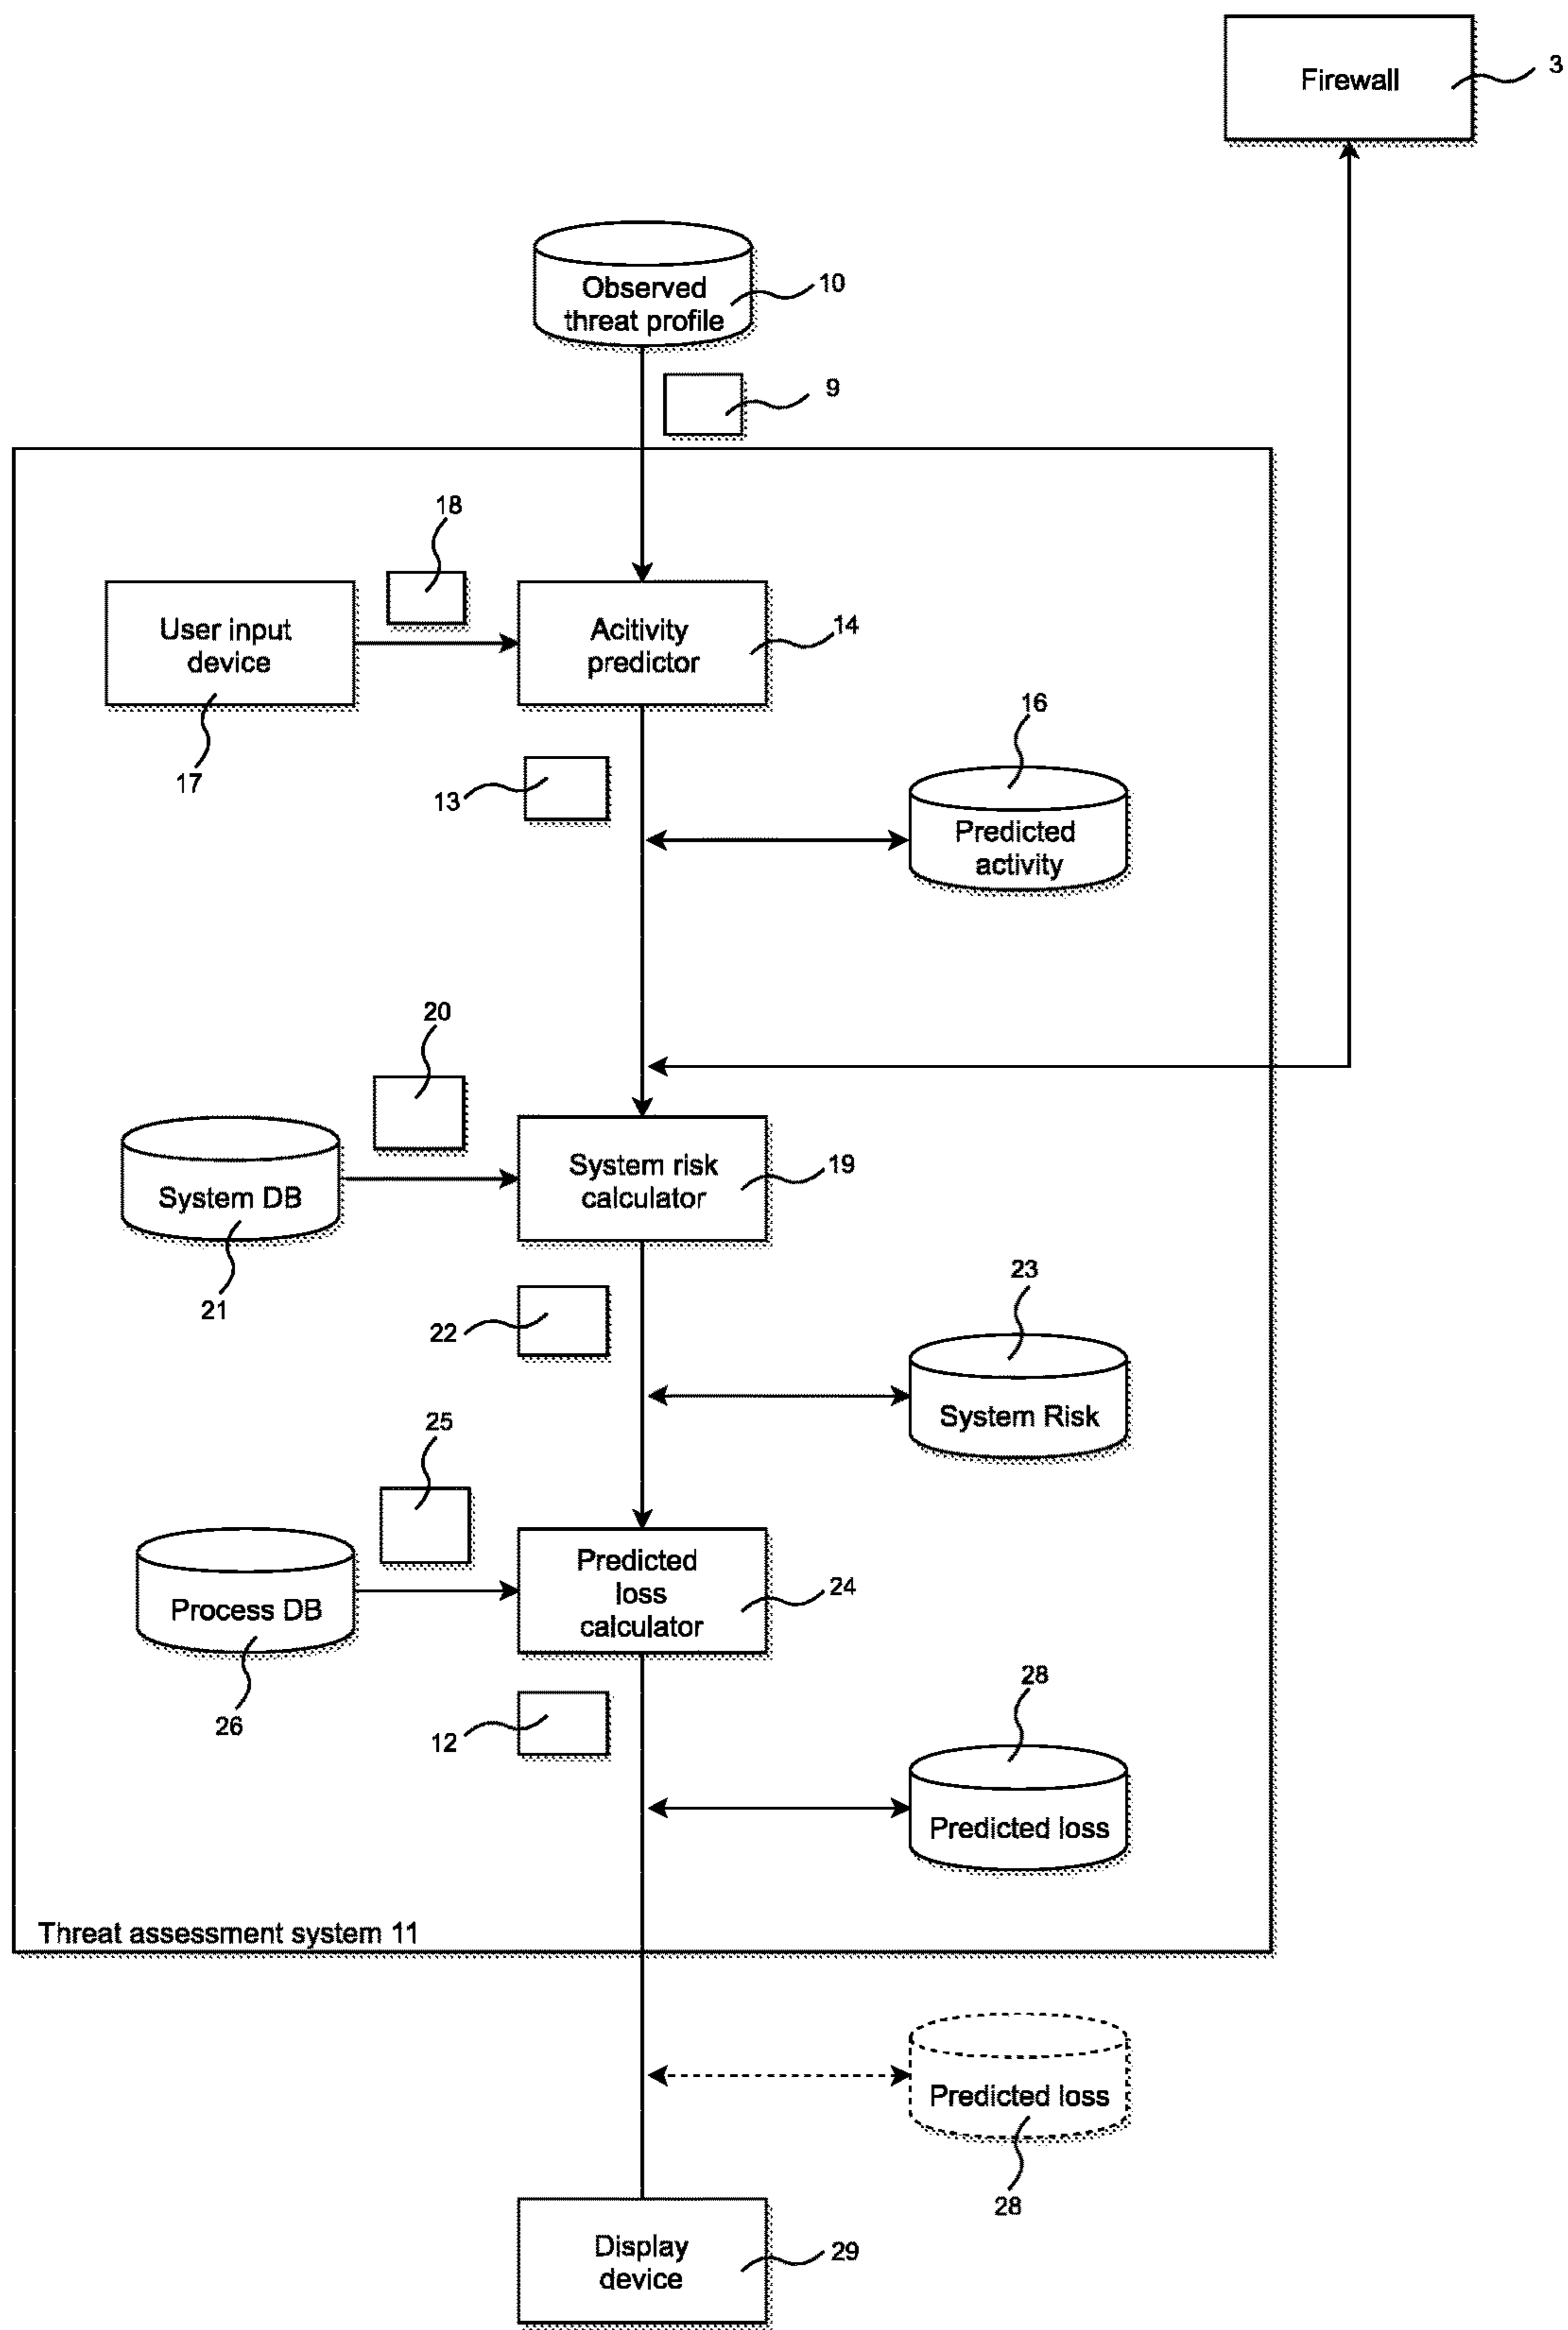 Firewall
3
Observed
threat profile
10
9
18
User input
device
17
Acitivity
predictor
14
13
16
Predicted
activity
20
System DB
21
System risk
calculator
19
22
23
System Risk
25
Process DB
26
Predicted
loss
calculator
24
12
28
Predicted loss
Threat assessment system 11
Predicted loss
28
Display
device
29